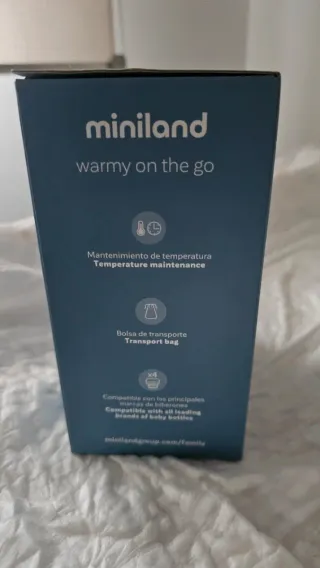 miniland
warmy on the go
Mantenimiento de temperatura
Temperature maintenance
Bolsa de transporte
Transport bag
x4
Compatible con las principales
marcas de biberones
Compatible with all leading
brands of baby bottles
minilandgroup.com/family